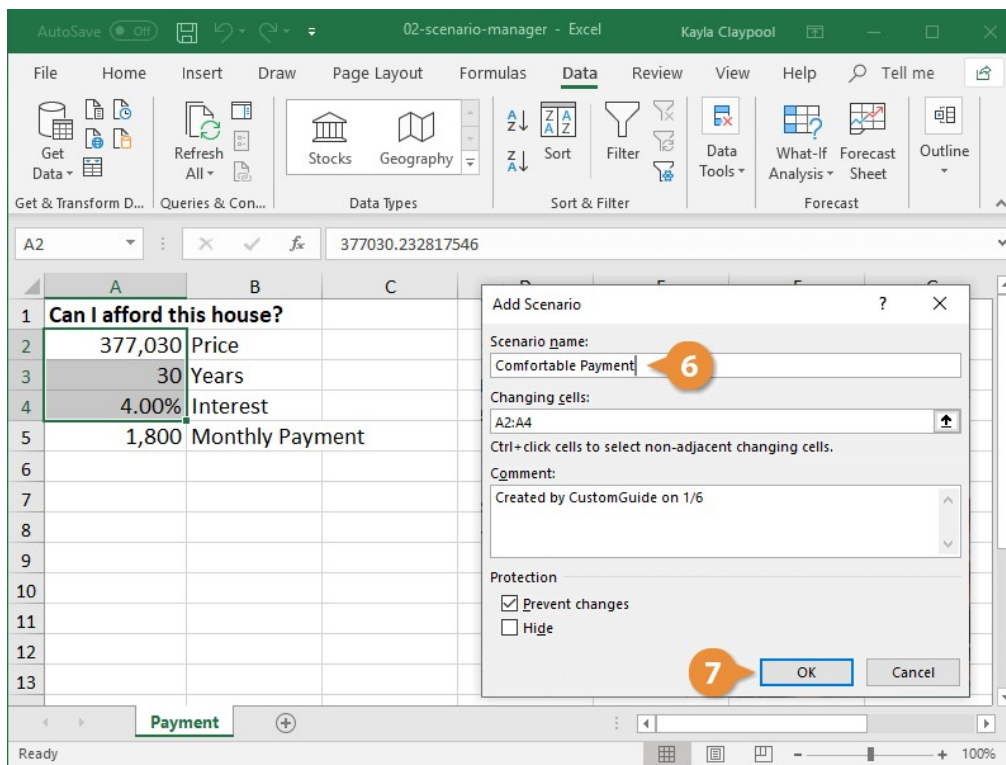 AutoSave Off 02-scenario-manager - Excel Kayla Claypool
File Home Insert Draw Page Layout Formulas Data Review View Help Tell me
Get Data Refresh All Stocks Geography Sort Filter Data Tools What-If Analysis Forecast Sheet Outline
Get & Transform D... Queries & Con... Data Types Sort & Filter Forecast
A2 fx 377030.232817546
A B C
1 Can I afford this house?
2 377,030 Price
3 30 Years
4 4.00% Interest
5 1,800 Monthly Payment
6
7
8
9
10
11
12
13
Add Scenario ? ×
Scenario name:
Comfortable Payment 6
Changing cells:
A2:A4
Ctrl+click cells to select non-adjacent changing cells.
Comment:
Created by CustomGuide on 1/6
Protection
Prevent changes
Hide
7 OK Cancel
Payment
Ready 100%